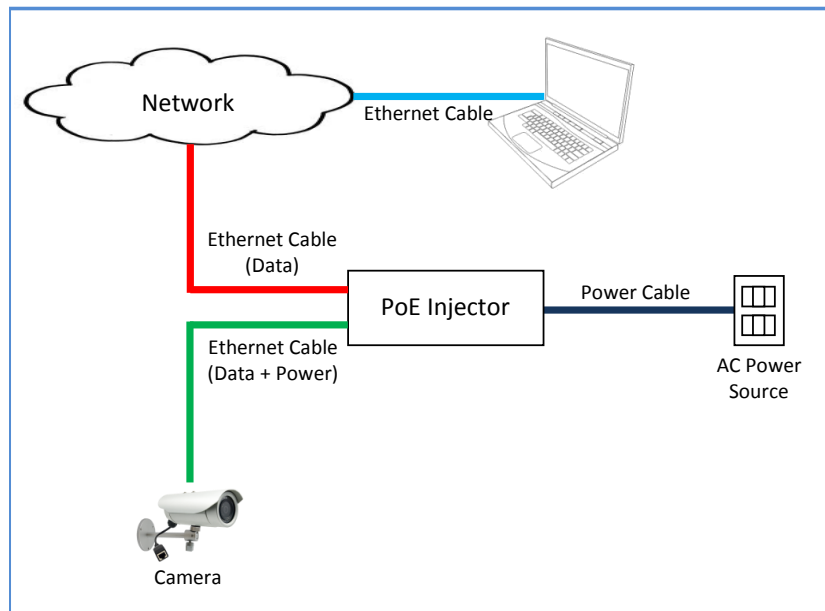 Network
Ethernet Cable
Ethernet Cable
(Data)
PoE Injector
Power Cable
Ethernet Cable
(Data + Power)
AC Power
Source
Camera